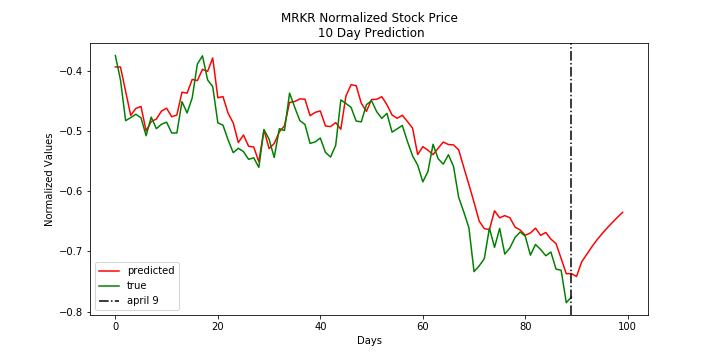 MRKR Normalized Stock Price
10 Day Prediction
Normalized Values
−0.4
−0.5
−0.6
−0.7
−0.8
predicted
true
april 9
0
20
40
60
80
100
Days